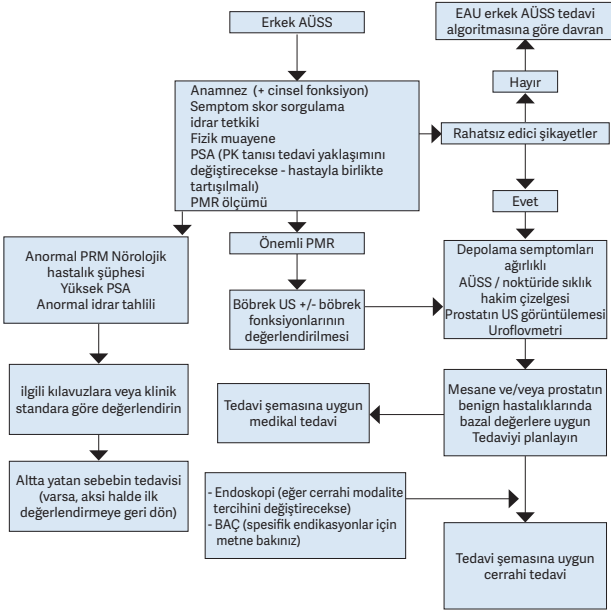 Erkek AÜSS
EAU erkek AÜSS tedavi
algoritmasına göre davran
Hayır
Anamnez (+ cinsel fonksiyon)
Semptom skor sorgulama
idrar tetkiki
Fizik muayene
PSA (PK tanısı tedavi yaklaşımını
değiştirecekse - hastayla birlikte
tartışılmalı)
PMR ölçümü
Rahatsız edici şikayetler
Evet
Anormal PRM Nörolojik
hastalık şüphesi
Yüksek PSA
Anormal idrar tahlili
Önemli PMR
Böbrek US +/- böbrek
fonksiyonlarının
değerlendirilmesi
Depolama semptomları
ağırlıklı
AÜSS / noktüride sıklık
hakim çizelgesi
Prostatın US görüntülemesi
Uroflovmetri
ilgili kılavuzlara veya klinik
standara göre değerlendirin
Tedavi şemasına uygun
medikal tedavi
Mesane ve/veya prostatın
benign hastalıklarında
bazal değerlere uygun
Tedaviyi planlayın
Altta yatan sebebin tedavisi
(varsa, aksi halde ilk
değerlendirmeye geri dön)
- Endoskopi (eğer cerrahi modalite
tercihini değiştirecekse)
- BAÇ (spesifik endikasyonlar için
metne bakınız)
Tedavi şemasına uygun
cerrahi tedavi